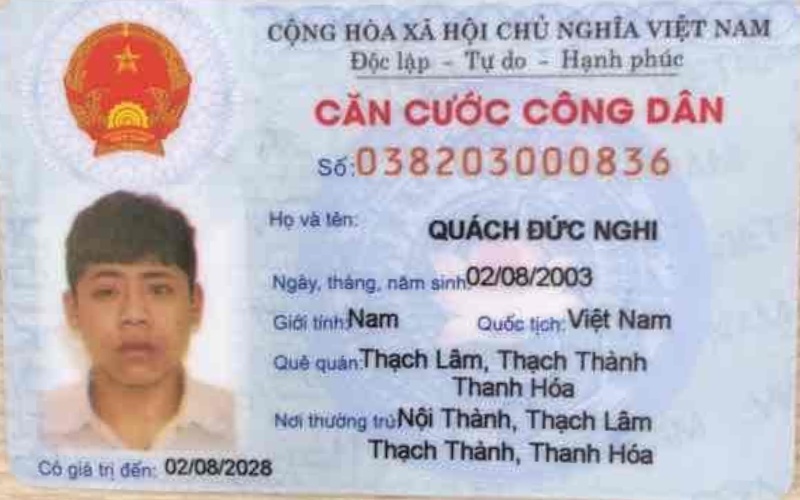 CỘNG HÒA XÃ HỘI CHỦ NGHĨA VIỆT NAM
Độc lập - Tự do - Hạnh phúc
CĂN CƯỚC CÔNG DÂN
Số: 038203000836
Họ và tên: QUÁCH ĐỨC NGHI
Ngày, tháng, năm sinh: 02/08/2003
Giới tính: Nam Quốc tịch: Việt Nam
Quê quán: Thạch Lâm, Thạch Thành
Thanh Hóa
Nơi thường trú: Nội Thành, Thạch Lâm
Thạch Thành, Thanh Hóa
Có giá trị đến: 02/08/2028